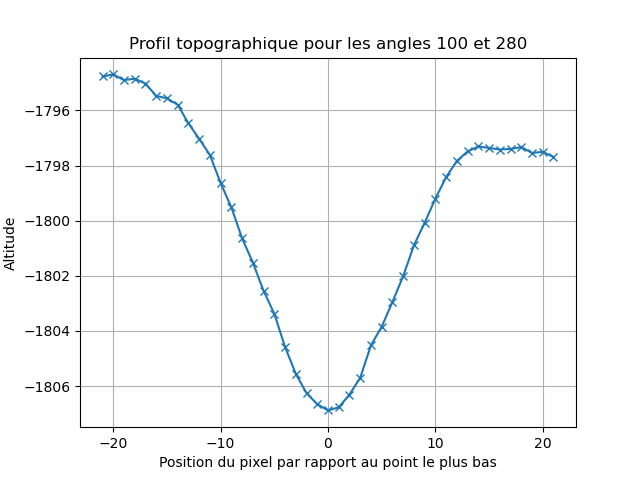 Profil topographique pour les angles 100 et 280
Altitude
−1796
−1798
−1800
−1802
−1804
−1806
−20 −10 0 10 20
Position du pixel par rapport au point le plus bas